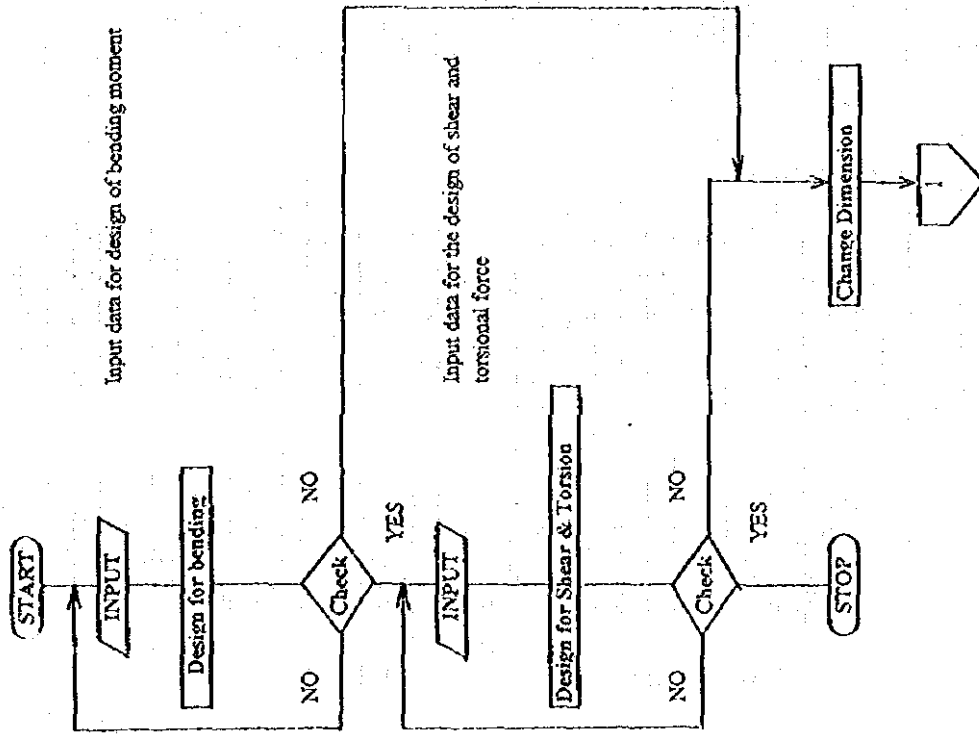 START
INPUT
Input data for design of bending moment
Design for bending
NO
Check
NO
YES
INPUT
Input data for the design of shear and
torsional force
Design for Shear & Torsion
NO
Check
NO
YES
STOP
Change Dimension
1